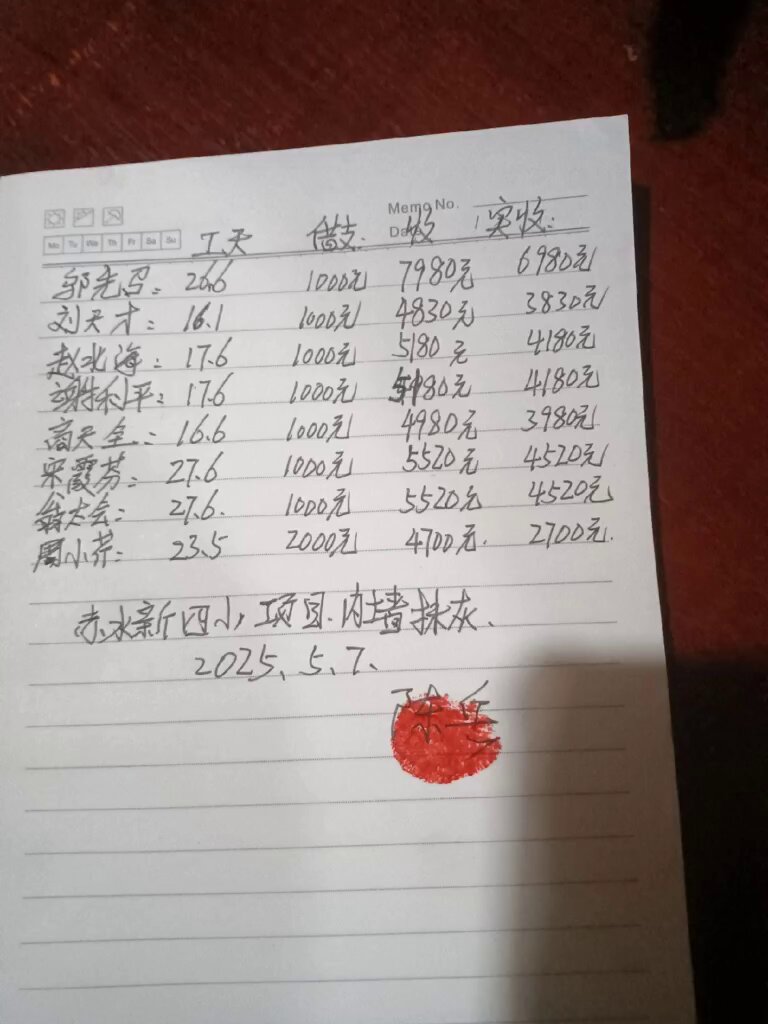 Memo No.
Mo Tu We Th Fr Sa Su
工天 借支: 收 实收:
邬光召: 26.6 1000元 7980元 6980元
刘天才: 16.1 1000元 4830元 3830元
赵北海: 17.6 1000元 5180元 4180元
谢利平: 17.6 1000元 5180元 4180元
高天全: 16.6 1000元 4980元 3980元
宋霞芬: 27.6 1000元 5520元 4520元
翁大会: 27.6. 1000元 5520元 4520元
周小芹: 23.5 2000元 4700元. 2700元.
赤水新四小项目.内墙抹灰.
2025.5.7.
陈